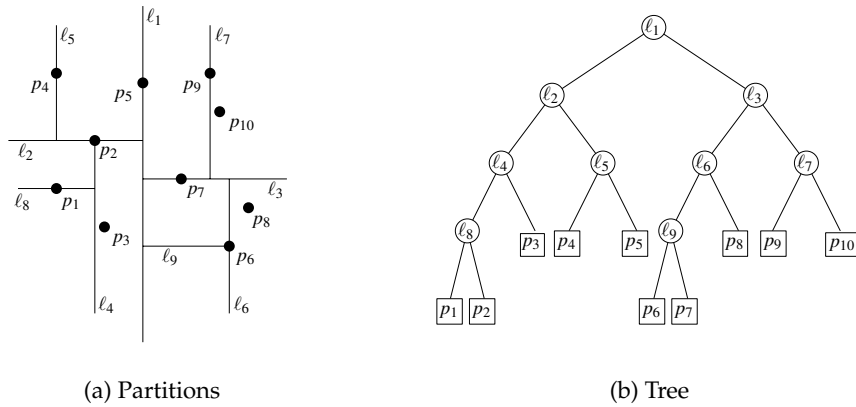 ℓ1
ℓ5
ℓ7
p4
p5
p9
p10
ℓ2
p2
p7
ℓ3
ℓ8
p1
p3
p8
ℓ9
p6
ℓ4
ℓ6
(a) Partitions
ℓ1
ℓ2 ℓ3
ℓ4 ℓ5 ℓ6 ℓ7
ℓ8 p3 p4 p5 ℓ9 p8 p9 p10
p1 p2 p6 p7
(b) Tree